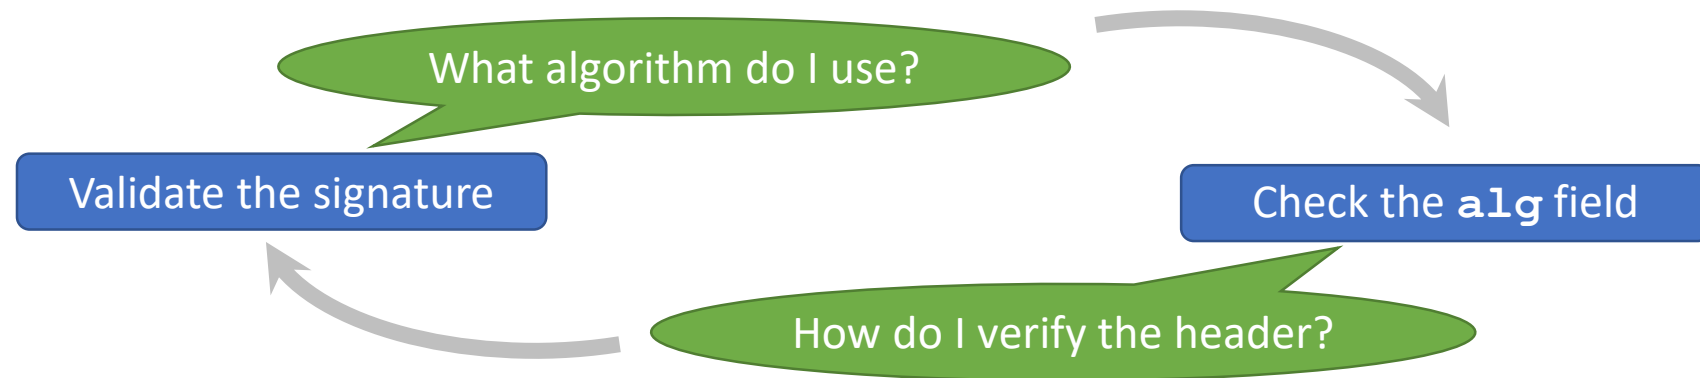 What algorithm do I use?
Validate the signature
Check the alg field
How do I verify the header?